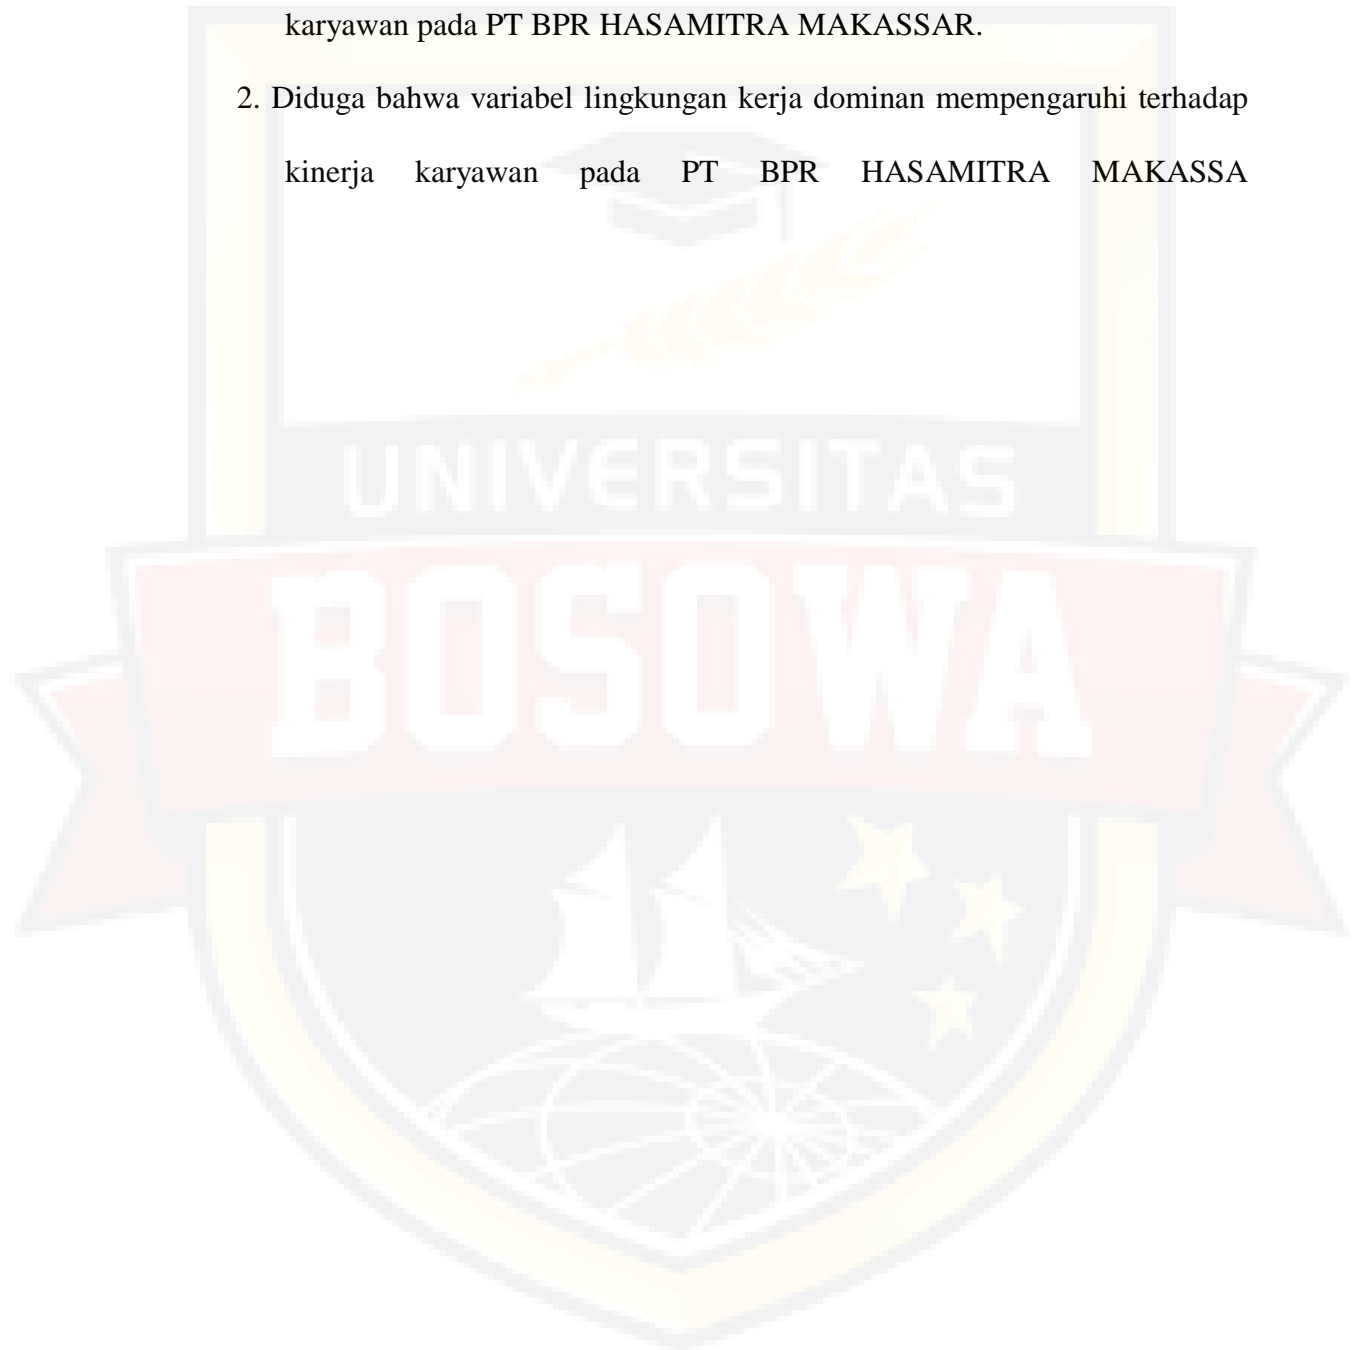 karyawan pada PT BPR HASAMITRA MAKASSAR.
2. Diduga bahwa variabel lingkungan kerja dominan mempengaruhi terhadap
kinerja karyawan pada PT BPR HASAMITRA MAKASSA
UNIVERSITAS
BOSOWA